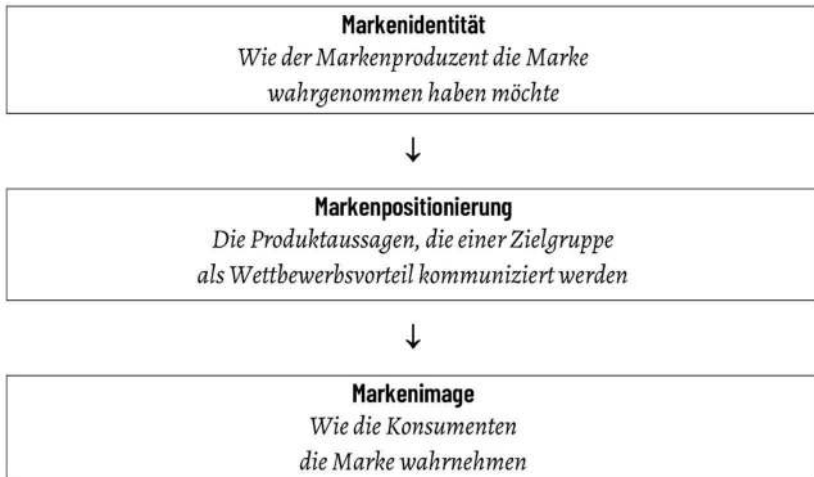 Markenidentität
Wie der Markenproduzent die Marke
wahrgenommen haben möchte
↓
Markenpositionierung
Die Produktaussagen, die einer Zielgruppe
als Wettbewerbsvorteil kommuniziert werden
↓
Markenimage
Wie die Konsumenten
die Marke wahrnehmen